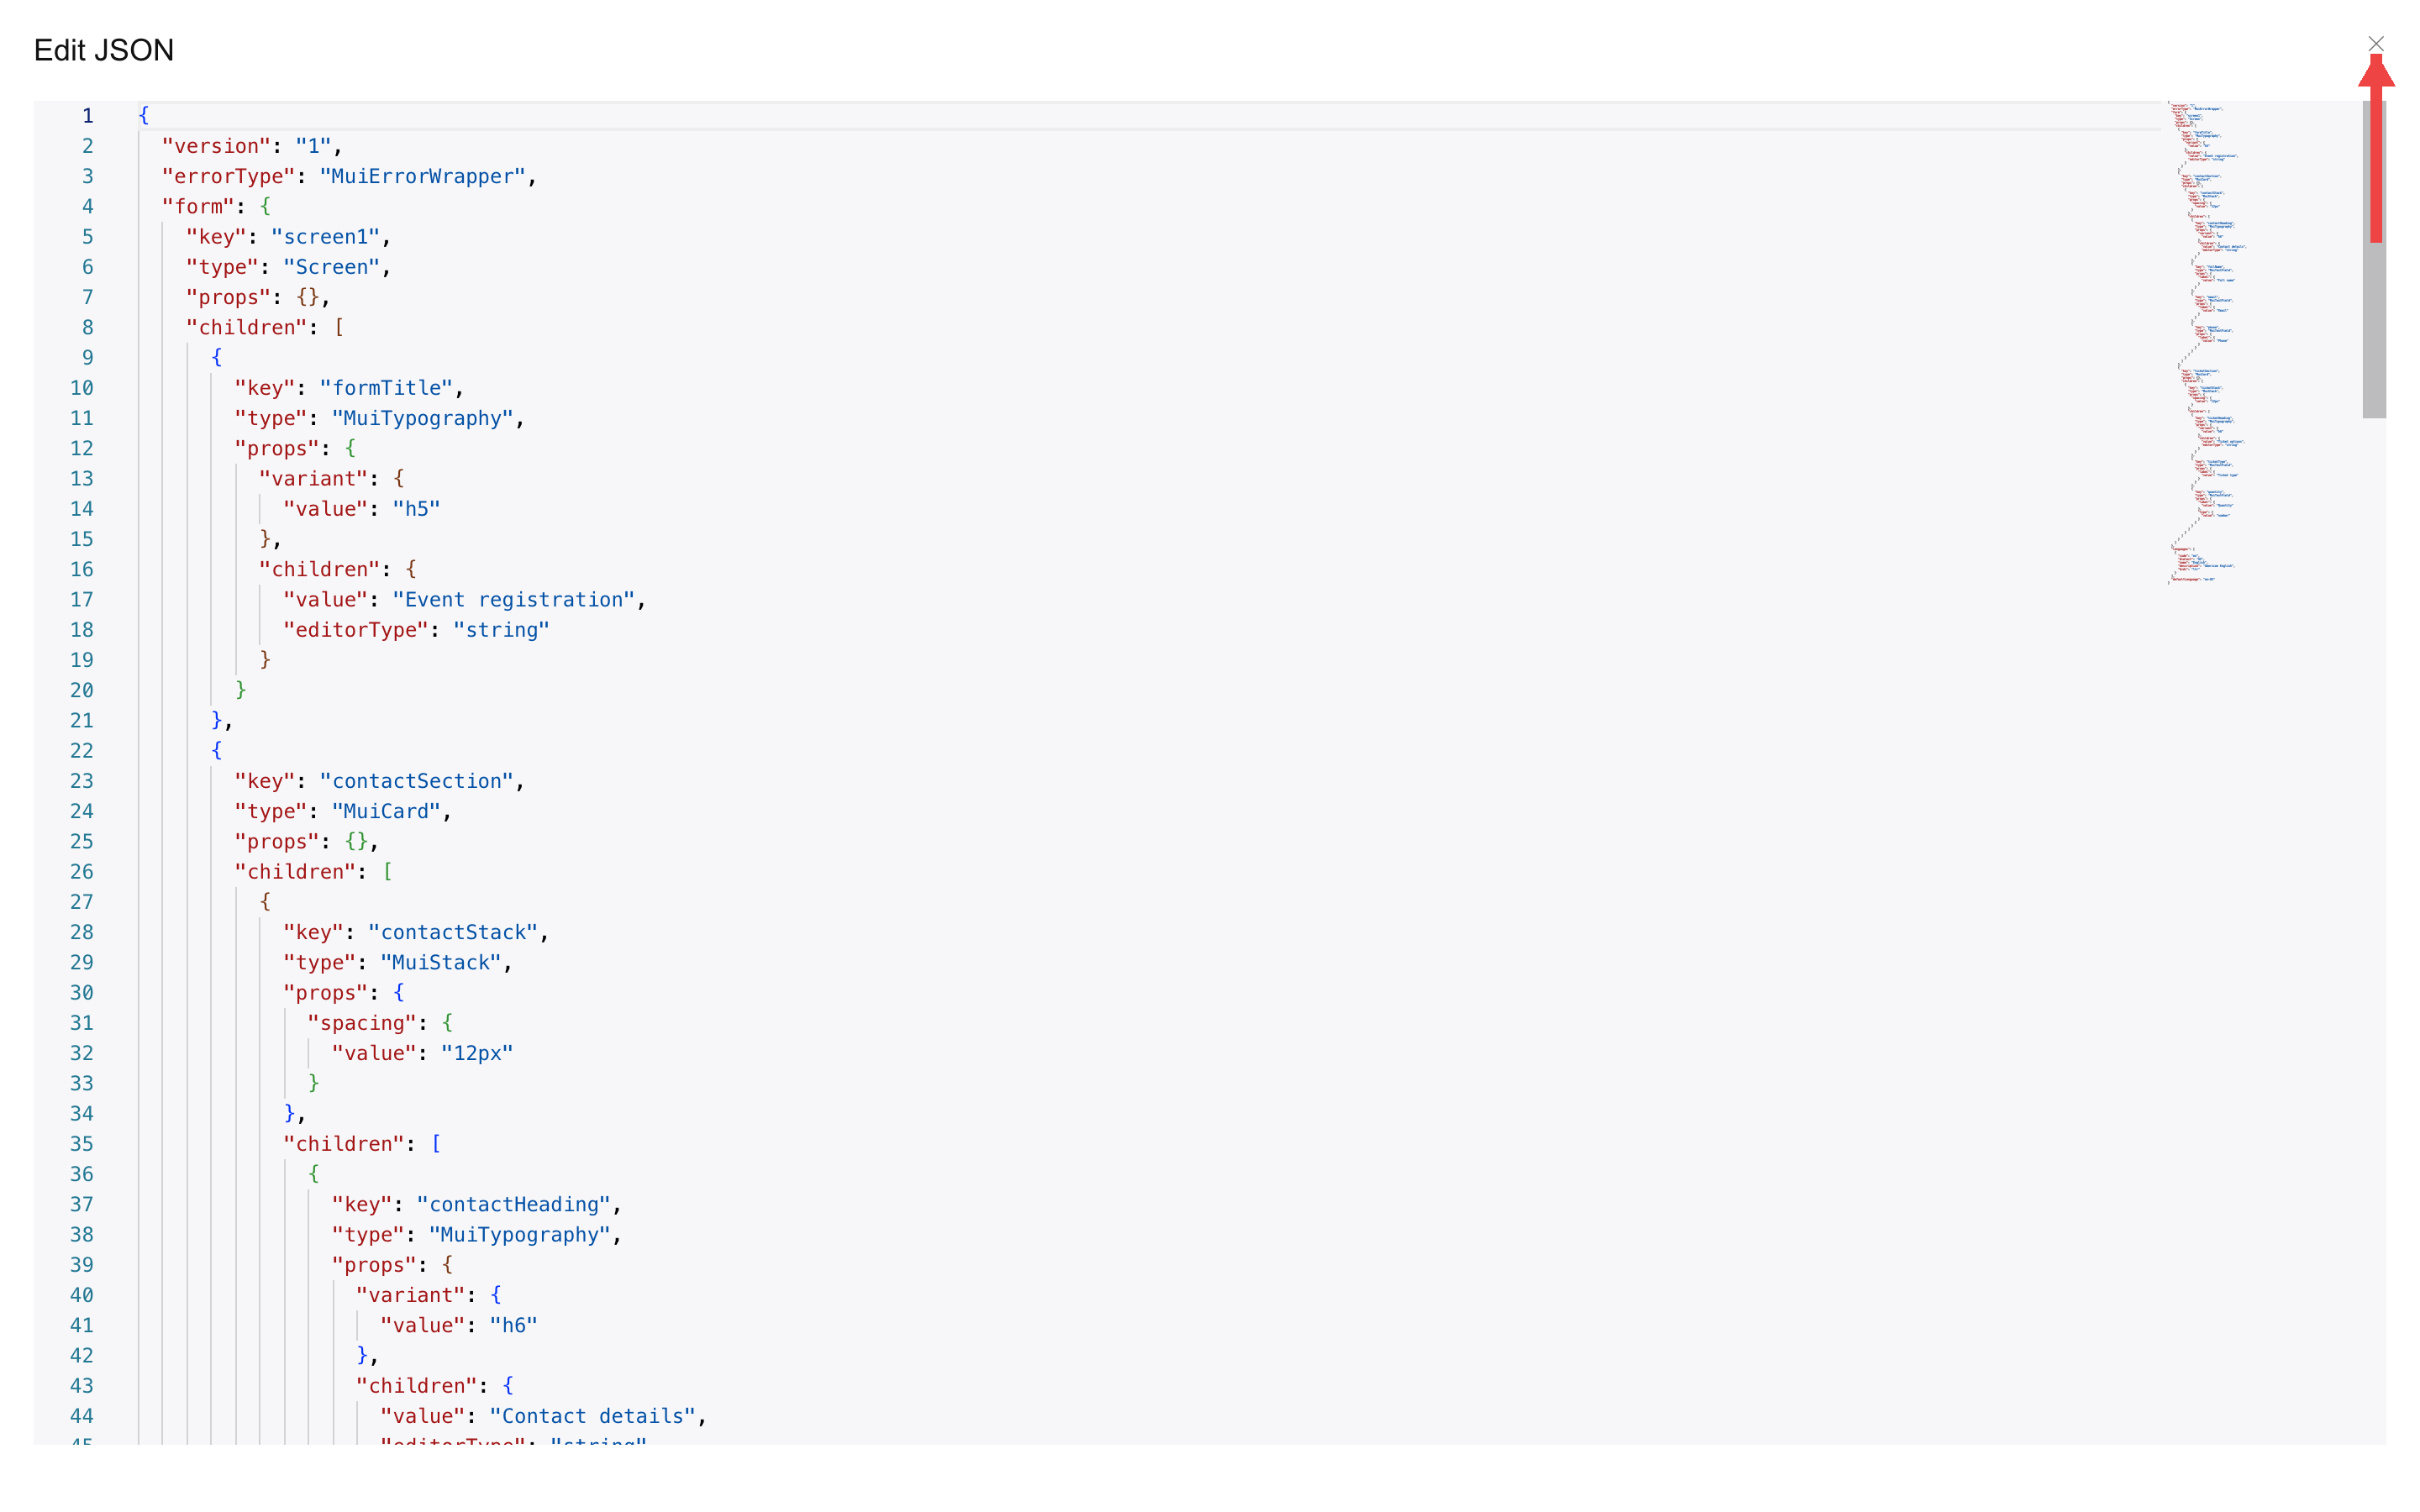 Edit JSON
1 {
2 "version": "1",
3 "errorType": "MuiErrorWrapper",
4 "form": {
5 "key": "screen1",
6 "type": "Screen",
7 "props": {},
8 "children": [
9 {
10 "key": "formTitle",
11 "type": "MuiTypography",
12 "props": {
13 "variant": {
14 "value": "h5"
15 },
16 "children": {
17 "value": "Event registration",
18 "editorType": "string"
19 }
20 }
21 },
22 {
23 "key": "contactSection",
24 "type": "MuiCard",
25 "props": {},
26 "children": [
27 {
28 "key": "contactStack",
29 "type": "MuiStack",
30 "props": {
31 "spacing": {
32 "value": "12px"
33 }
34 },
35 "children": [
36 {
37 "key": "contactHeading",
38 "type": "MuiTypography",
39 "props": {
40 "variant": {
41 "value": "h6"
42 },
43 "children": {
44 "value": "Contact details",
45 "editorType": "string"